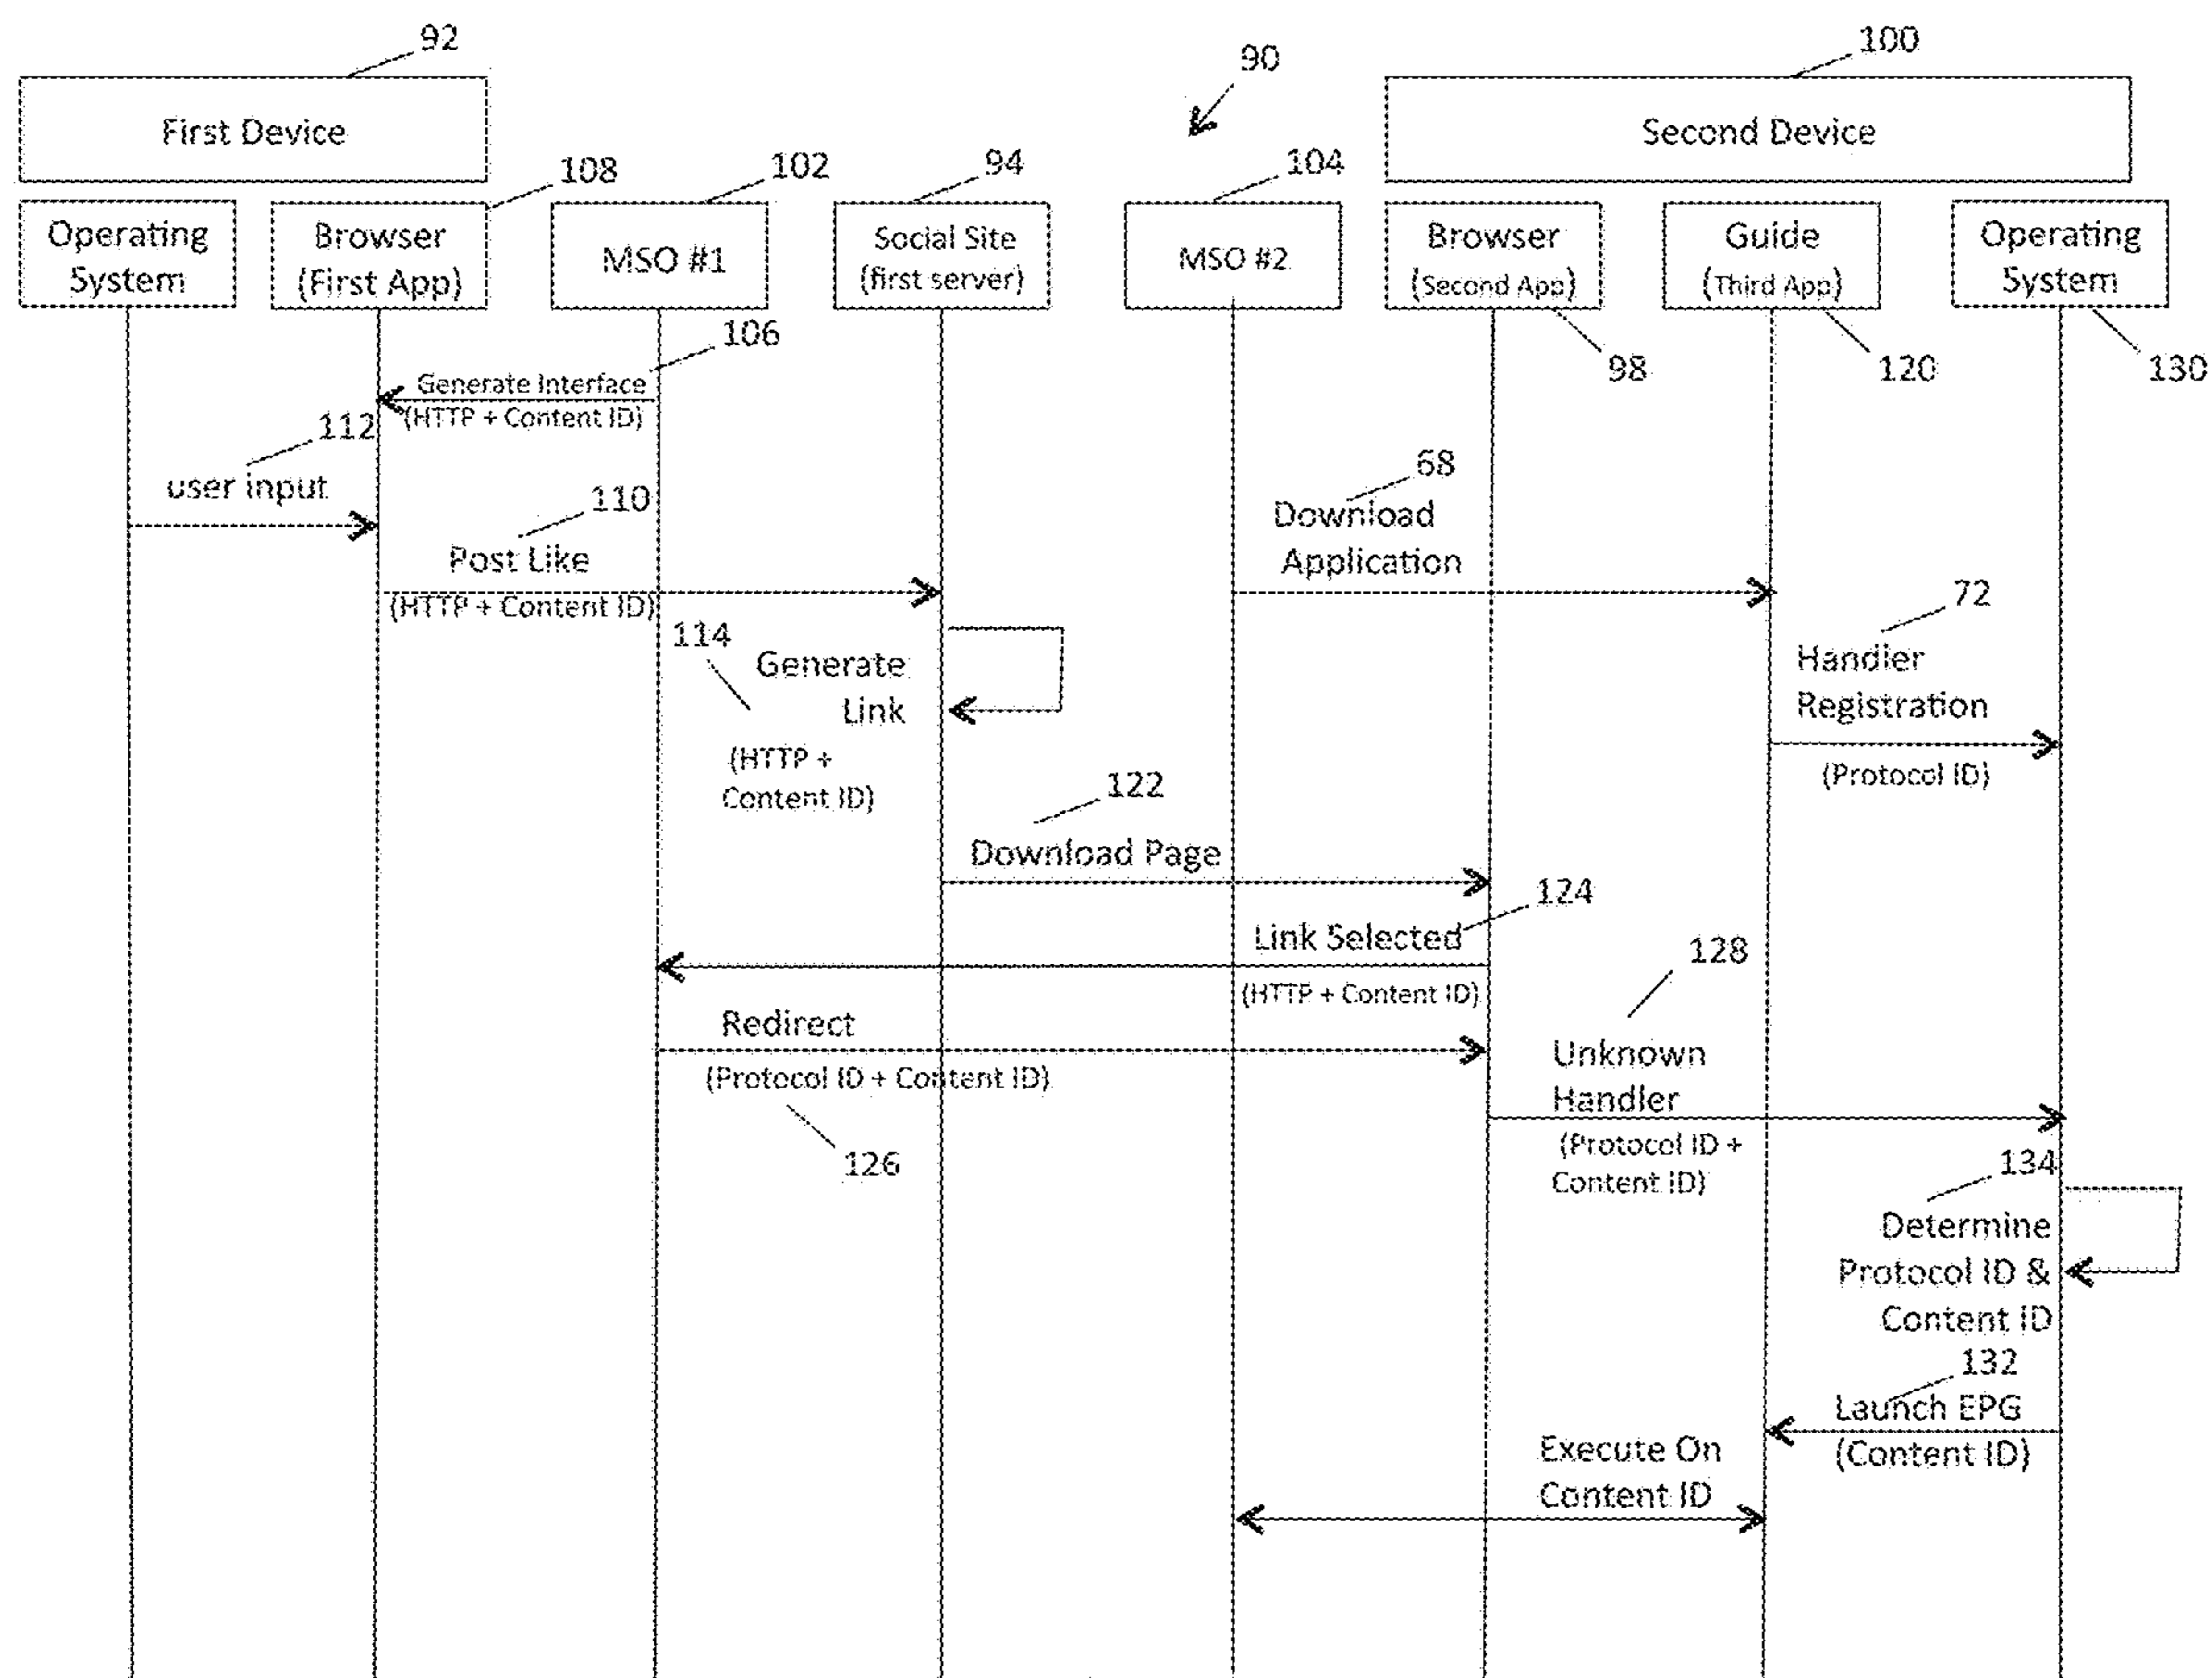 92
90
100
First Device
Second Device
108
102
94
104
Operating
System
Browser
(First App)
MSO #1
Social Site
(first server)
MSO #2
Browser
(Second App)
Guide
(Third App)
Operating
System
98
120
130
106
Generate Interface
(HTTP + Content ID)
112
user input
110
Post Like
(HTTP + Content ID)
68
Download
Application
72
Handler
Registration
(Protocol ID)
114
Generate
Link
(HTTP +
Content ID)
122
Download Page
124
Link Selected
(HTTP + Content ID)
128
Redirect
(Protocol ID + Content ID)
126
Unknown
Handler
(Protocol ID +
Content ID)
134
Determine
Protocol ID &
Content ID
132
Launch EPG
(Content ID)
Execute On
Content ID